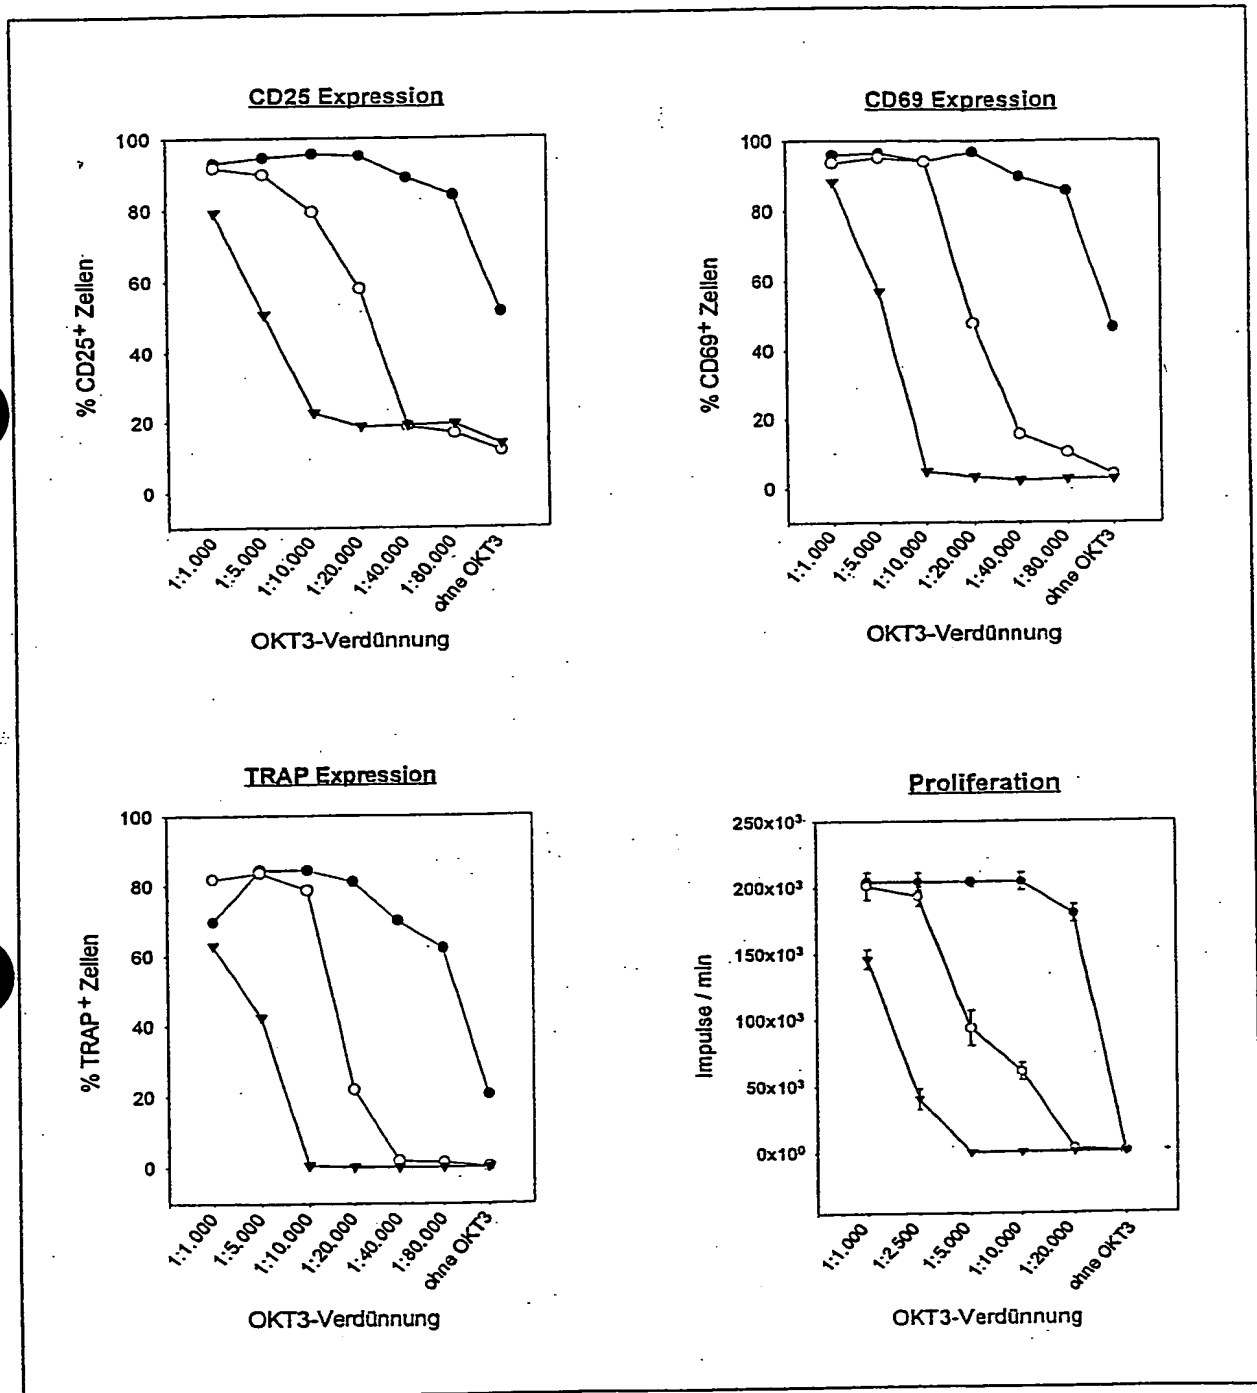 CD25 Expression
100
80
60
40
20
0
% CD25+ Zellen
1:1.000
1:5.000
1:10.000
1:20.000
1:40.000
1:80.000
ohne OKT3
OKT3-Verdünnung
CD69 Expression
100
80
60
40
20
0
% CD69+ Zellen
1:1.000
1:5.000
1:10.000
1:20.000
1:40.000
1:80.000
ohne OKT3
OKT3-Verdünnung
TRAP Expression
100
80
60
40
20
0
% TRAP+ Zellen
1:1.000
1:5.000
1:10.000
1:20.000
1:40.000
1:80.000
ohne OKT3
OKT3-Verdünnung
Proliferation
250x10³
200x10³
150x10³
100x10³
50x10³
0x10⁰
Impulse / min
1:1.000
1:2.500
1:5.000
1:10.000
1:20.000
ohne OKT3
OKT3-Verdünnung